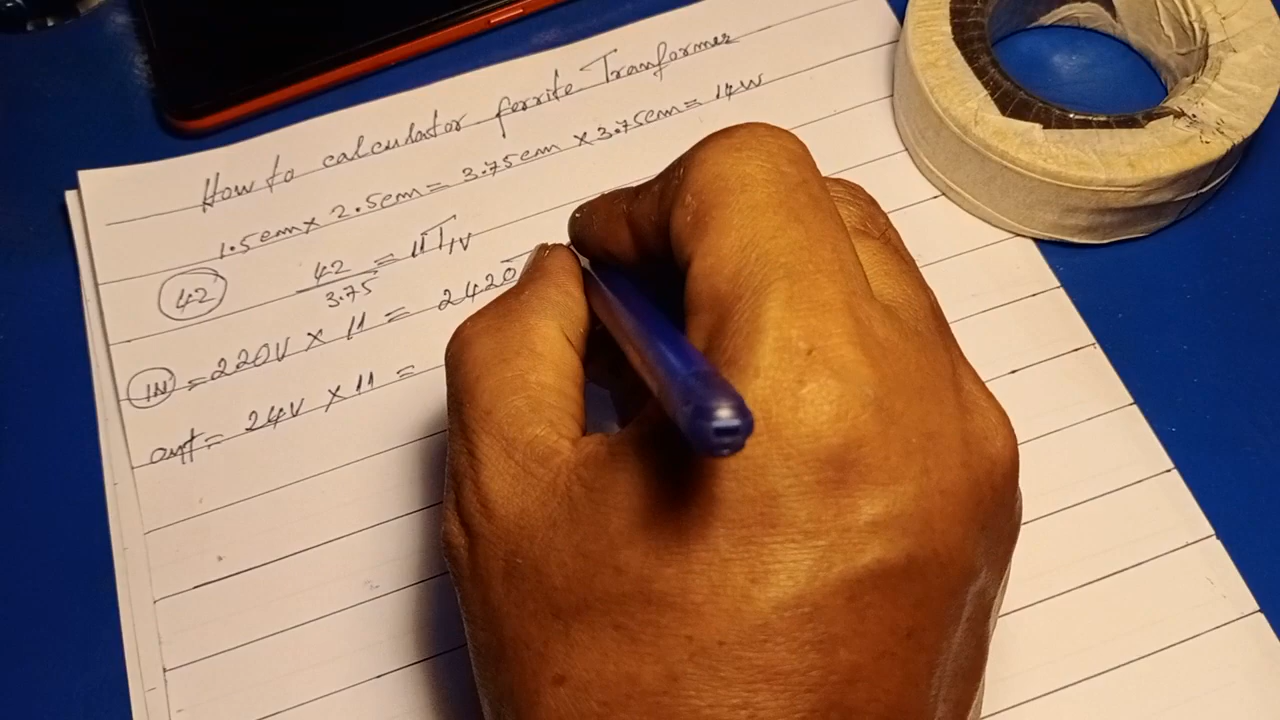 How to calculator ferrite Tranformer
1.5cm x 2.5cm = 3.75cm x 3.75cm = 14W
42 42/3.75 = 11T/1V
IN = 220V x 11 = 2420
out = 24V x 11 =